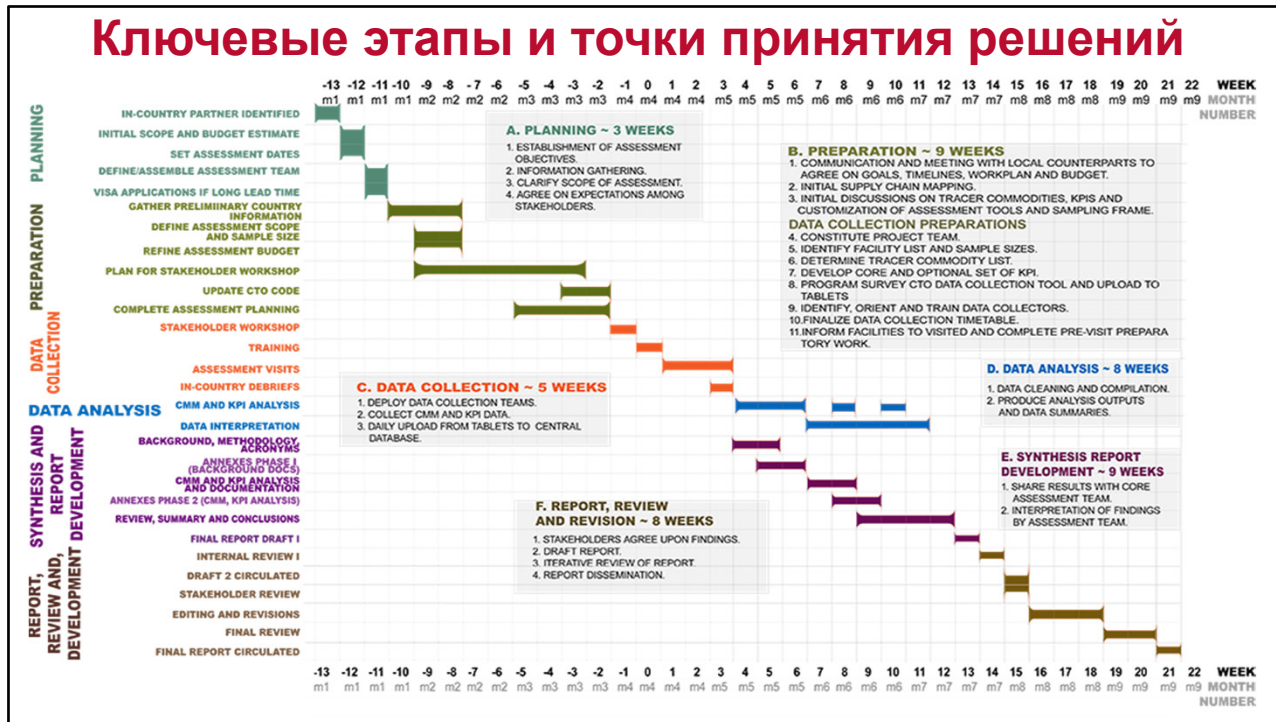 Ключевые этапы и точки принятия решений
-13 -12 -11 -10 -9 -8 -7 -6 -5 -4 -3 -2 -1 0 1 2 3 4 5 6 7 8 9 10 11 12 13 14 15 16 17 18 19 20 21 22 WEEK
m1 m1 m1 m1 m2 m2 m2 m2 m3 m3 m3 m3 m4 m4 m4 m4 m5 m5 m5 m5 m6 m6 m6 m6 m7 m7 m7 m7 m8 m8 m8 m8 m9 m9 m9 m9 MONTH
NUMBER
PLANNING
IN-COUNTRY PARTNER IDENTIFIED
INITIAL SCOPE AND BUDGET ESTIMATE
SET ASSESSMENT DATES
DEFINE/ASSEMBLE ASSESSMENT TEAM
VISA APPLICATIONS IF LONG LEAD TIME
PREPARATION
GATHER PRELIMIINARY COUNTRY
INFORMATION
DEFINE ASSESSMENT SCOPE
AND SAMPLE SIZE
REFINE ASSESSMENT BUDGET
PLAN FOR STAKEHOLDER WORKSHOP
UPDATE CTO CODE
COMPLETE ASSESSMENT PLANNING
DATA
COLLECTION
STAKEHOLDER WORKSHOP
TRAINING
ASSESSMENT VISITS
IN-COUNTRY DEBRIEFS
DATA ANALYSIS
CMM AND KPI ANALYSIS
DATA INTERPRETATION
SYNTHESIS AND
REPORT
DEVELOPMENT
BACKGROUND, METHODOLOGY,
ACRONYMS
ANNEXES PHASE I
(BACKGROUND DOCS)
CMM AND KPI ANALYSIS
AND DOCUMENTATION
ANNEXES PHASE 2 (CMM, KPI ANALYSIS)
REVIEW, SUMMARY AND CONCLUSIONS
FINAL REPORT DRAFT I
REPORT,
REVIEW AND,
DEVELOPMENT
INTERNAL REVIEW I
DRAFT 2 CIRCULATED
STAKEHOLDER REVIEW
EDITING AND REVISIONS
FINAL REVIEW
FINAL REPORT CIRCULATED
A. PLANNING ~ 3 WEEKS
1. ESTABLISHMENT OF ASSESSMENT
OBJECTIVES.
2. INFORMATION GATHERING.
3. CLARIFY SCOPE OF ASSESSMENT.
4. AGREE ON EXPECTATIONS AMONG
STAKEHOLDERS.
B. PREPARATION ~ 9 WEEKS
1. COMMUNICATION AND MEETING WITH LOCAL COUNTERPARTS TO
AGREE ON GOALS, TIMELINES, WORKPLAN AND BUDGET.
2. INITIAL SUPPLY CHAIN MAPPING.
3. INITIAL DISCUSSIONS ON TRACER COMMODITIES, KPIS AND
CUSTOMIZATION OF ASSESSMENT TOOLS AND SAMPLING FRAME.
DATA COLLECTION PREPARATIONS
4. CONSTITUTE PROJECT TEAM.
5. IDENTIFY FACILITY LIST AND SAMPLE SIZES.
6. DETERMINE TRACER COMMODITY LIST.
7. DEVELOP CORE AND OPTIONAL SET OF KPI.
8. PROGRAM SURVEY CTO DATA COLLECTION TOOL AND UPLOAD TO
TABLETS
9. IDENTIFY, ORIENT AND TRAIN DATA COLLECTORS.
10.FINALIZE DATA COLLECTION TIMETABLE.
11.INFORM FACILITIES TO VISITED AND COMPLETE PRE-VISIT PREPARA
TORY WORK.
C. DATA COLLECTION ~ 5 WEEKS
1. DEPLOY DATA COLLECTION TEAMS.
2. COLLECT CMM AND KPI DATA.
3. DAILY UPLOAD FROM TABLETS TO CENTRAL
DATABASE.
D. DATA ANALYSIS ~ 8 WEEKS
1. DATA CLEANING AND COMPILATION.
2. PRODUCE ANALYSIS OUTPUTS
AND DATA SUMMARIES.
E. SYNTHESIS REPORT
DEVELOPMENT ~ 9 WEEKS
1. SHARE RESULTS WITH CORE
ASSESSMENT TEAM.
2. INTERPRETATION OF FINDINGS
BY ASSESSMENT TEAM.
F. REPORT, REVIEW
AND REVISION ~ 8 WEEKS
1. STAKEHOLDERS AGREE UPON FINDINGS.
2. DRAFT REPORT.
3. ITERATIVE REVIEW OF REPORT.
4. REPORT DISSEMINATION.
-13 -12 -11 -10 -9 -8 -7 -6 -5 -4 -3 -2 -1 0 1 2 3 4 5 6 7 8 9 10 11 12 13 14 15 16 17 18 19 20 21 22 WEEK
m1 m1 m1 m1 m2 m2 m2 m2 m3 m3 m3 m3 m4 m4 m4 m4 m5 m5 m5 m5 m6 m6 m6 m6 m7 m7 m7 m7 m8 m8 m8 m8 m9 m9 m9 m9 MONTH
NUMBER